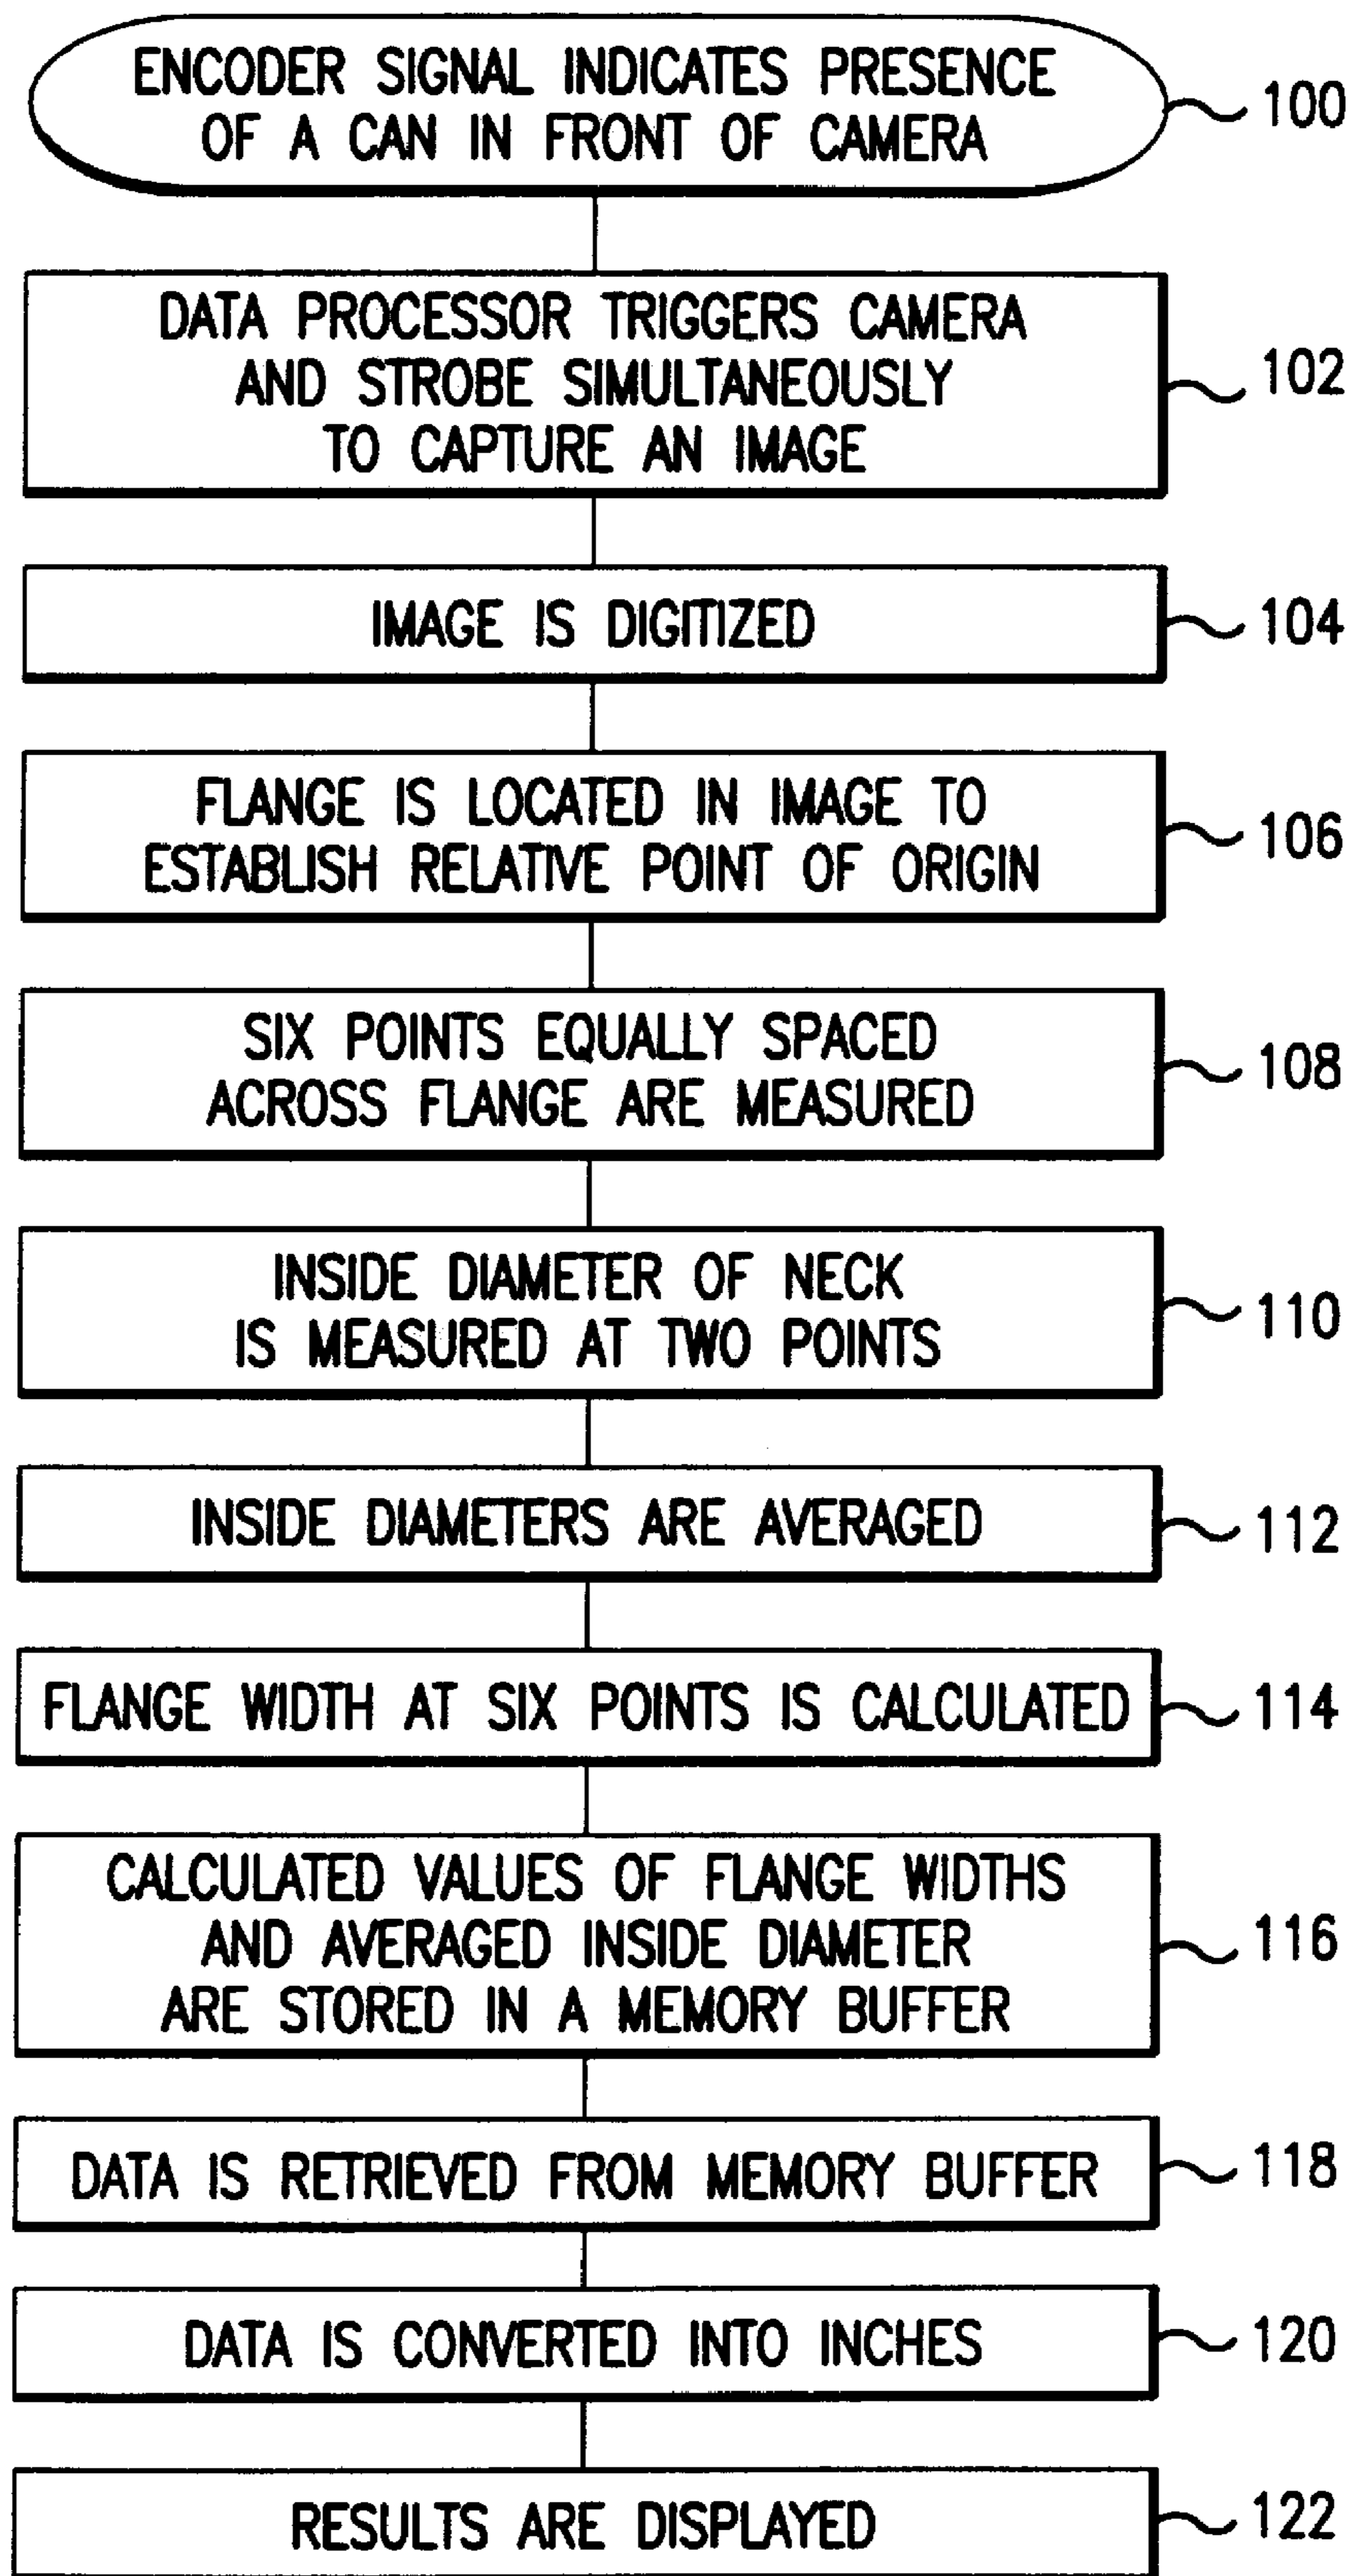 ENCODER SIGNAL INDICATES PRESENCE
OF A CAN IN FRONT OF CAMERA
100
DATA PROCESSOR TRIGGERS CAMERA
AND STROBE SIMULTANEOUSLY
TO CAPTURE AN IMAGE
102
IMAGE IS DIGITIZED
104
FLANGE IS LOCATED IN IMAGE TO
ESTABLISH RELATIVE POINT OF ORIGIN
106
SIX POINTS EQUALLY SPACED
ACROSS FLANGE ARE MEASURED
108
INSIDE DIAMETER OF NECK
IS MEASURED AT TWO POINTS
110
INSIDE DIAMETERS ARE AVERAGED
112
FLANGE WIDTH AT SIX POINTS IS CALCULATED
114
CALCULATED VALUES OF FLANGE WIDTHS
AND AVERAGED INSIDE DIAMETER
ARE STORED IN A MEMORY BUFFER
116
DATA IS RETRIEVED FROM MEMORY BUFFER
118
DATA IS CONVERTED INTO INCHES
120
RESULTS ARE DISPLAYED
122